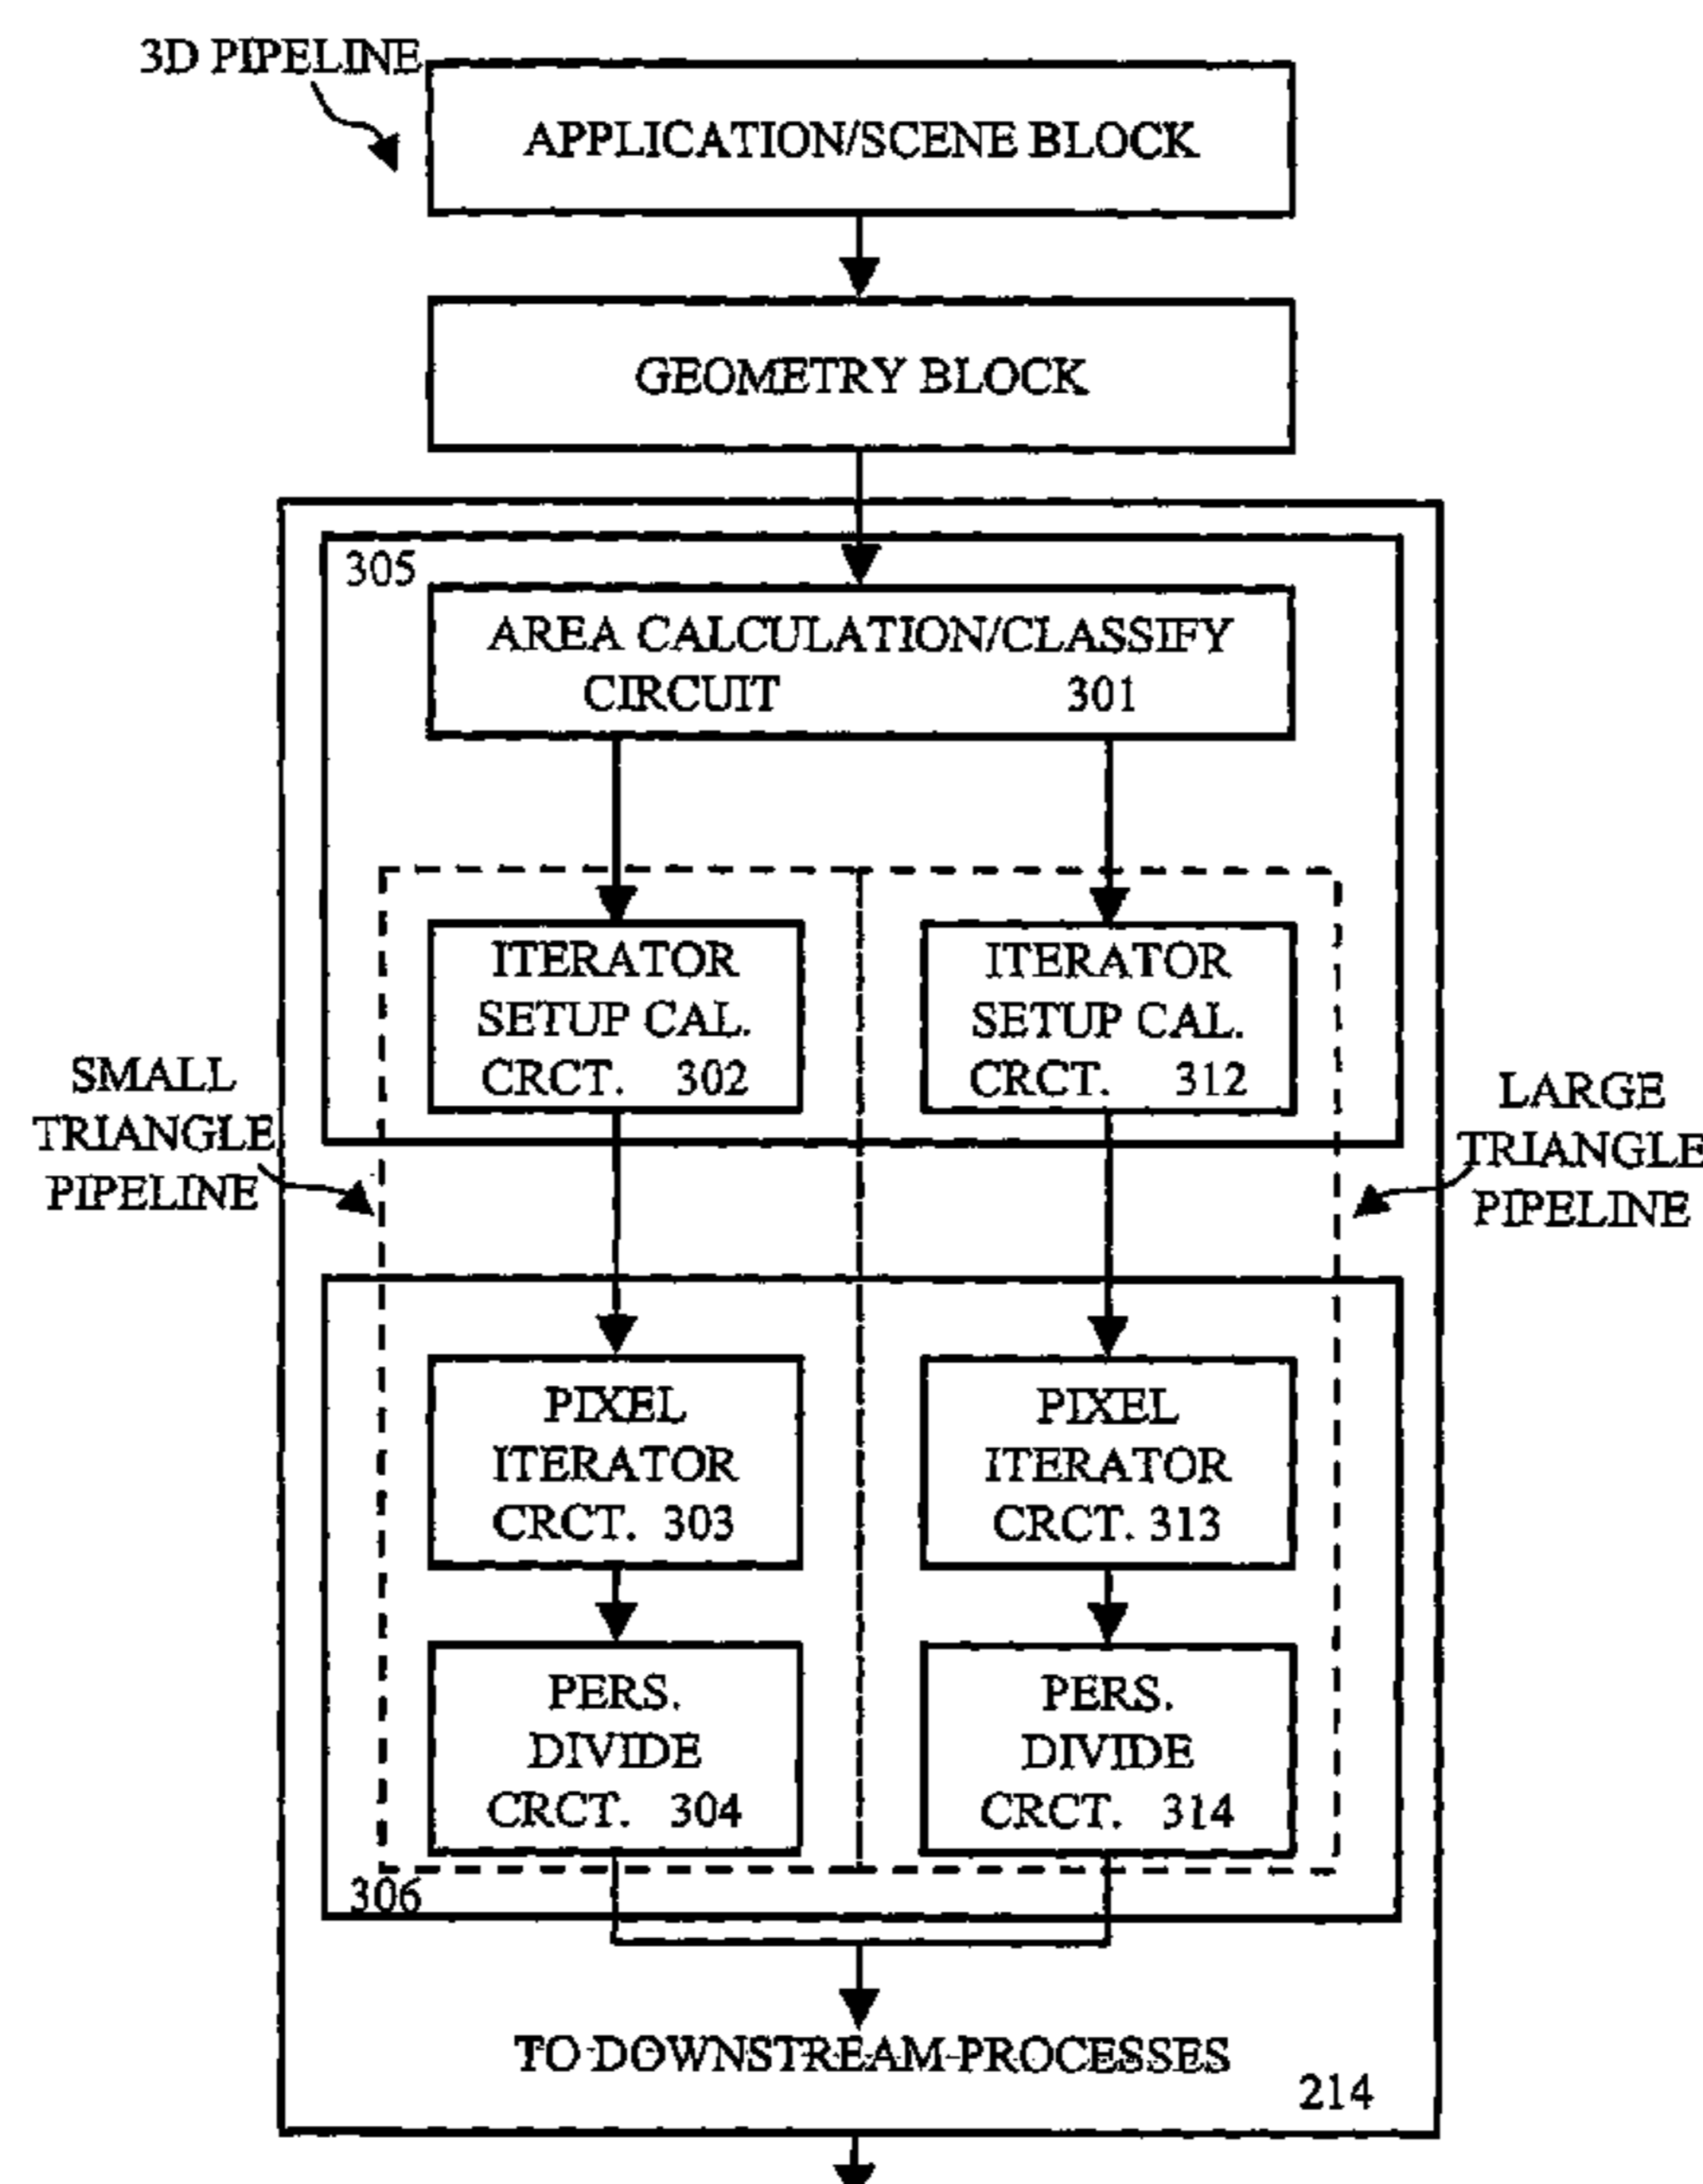 3D PIPELINE
APPLICATION/SCENE BLOCK
GEOMETRY BLOCK
305
AREA CALCULATION/CLASSIFY
CIRCUIT 301
ITERATOR
SETUP CAL.
CRCT. 302
ITERATOR
SETUP CAL.
CRCT. 312
SMALL
TRIANGLE
PIPELINE
LARGE
TRIANGLE
PIPELINE
PIXEL
ITERATOR
CRCT. 303
PIXEL
ITERATOR
CRCT. 313
PERS.
DIVIDE
CRCT. 304
PERS.
DIVIDE
CRCT. 314
306
TO DOWNSTREAM PROCESSES
214